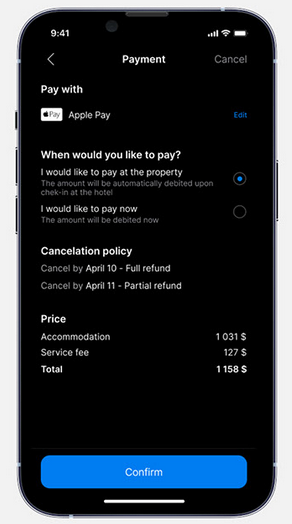 9:41
Payment Cancel
Pay with
Pay Apple Pay Edit
When would you like to pay?
I would like to pay at the property
The amount will be automatically debited upon
chek-in at the hotel
I would like to pay now
The amount will be debited now
Cancelation policy
Cancel by April 10 - Full refund
Cancel by April 11 - Partial refund
Price
Accommodation 1 031 $
Service fee 127 $
Total 1 158 $
Confirm